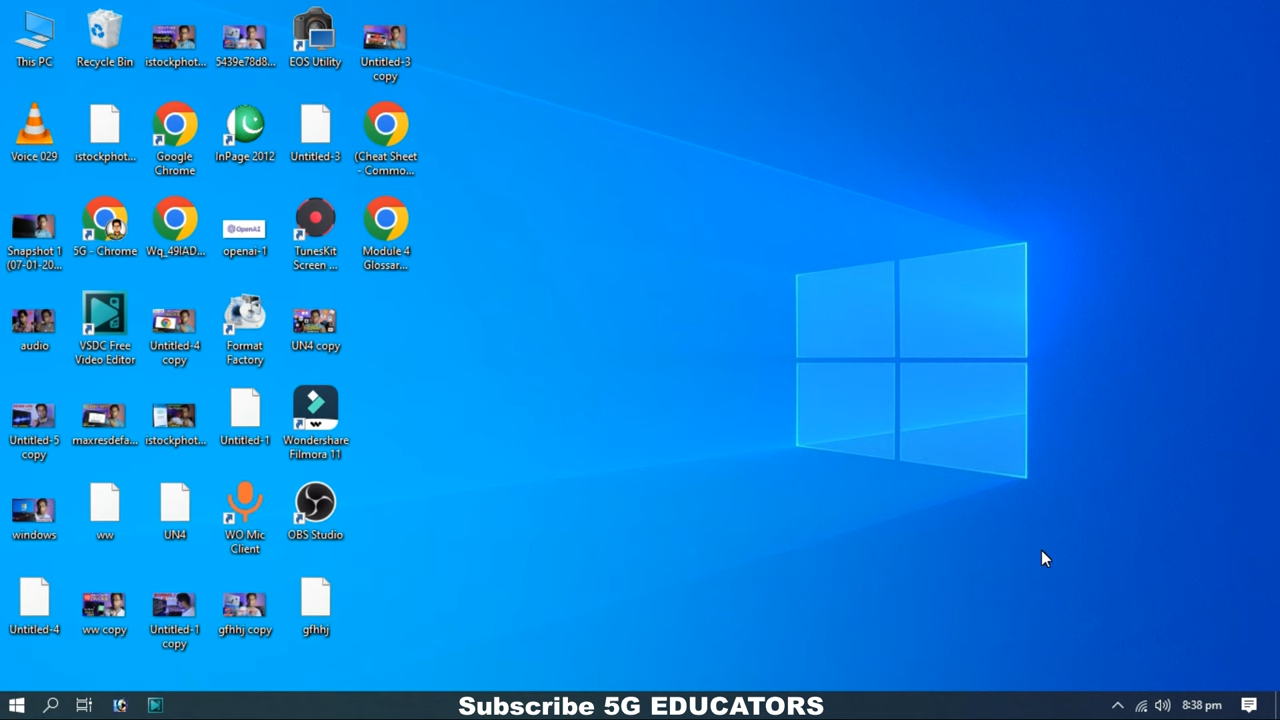 This PC
Recycle Bin
istockphot...
5439e78d8...
EOS Utility
Untitled-3
copy
Voice 029
istockphot...
Google
Chrome
InPage 2012
Untitled-3
(Cheat Sheet
- Commo...
Snapshot 1
(07-01-20...
5G - Chrome
Wq_49IAD...
OpenAI
openai-1
TunesKit
Screen ...
Module 4
Glossar...
audio
VSDC Free
Video Editor
Untitled-4
copy
Format
Factory
UN4 copy
Untitled-5
copy
maxresdefa...
istockphot...
Untitled-1
Wondershare
Filmora 11
windows
ww
UN4
WO Mic
Client
OBS Studio
Untitled-4
ww copy
Untitled-1
copy
gfhhj copy
gfhhj
Subscribe 5G EDUCATORS
8:38 pm